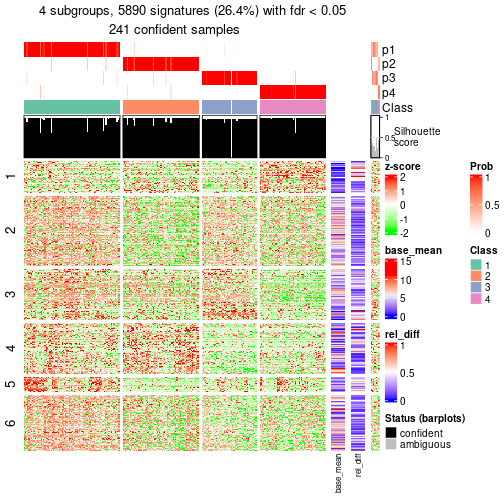 4 subgroups, 5890 signatures (26.4%) with fdr < 0.05
241 confident samples
p1
p2
p3
p4
Class
1
0.5
0
Silhouette
score
1
2
3
4
5
6
base_mean
rel_diff
z-score
2
1
0
-1
-2
base_mean
15
10
5
0
rel_diff
1
0.5
0
Status (barplots)
confident
ambiguous
Prob
1
0.5
0
Class
1
2
3
4